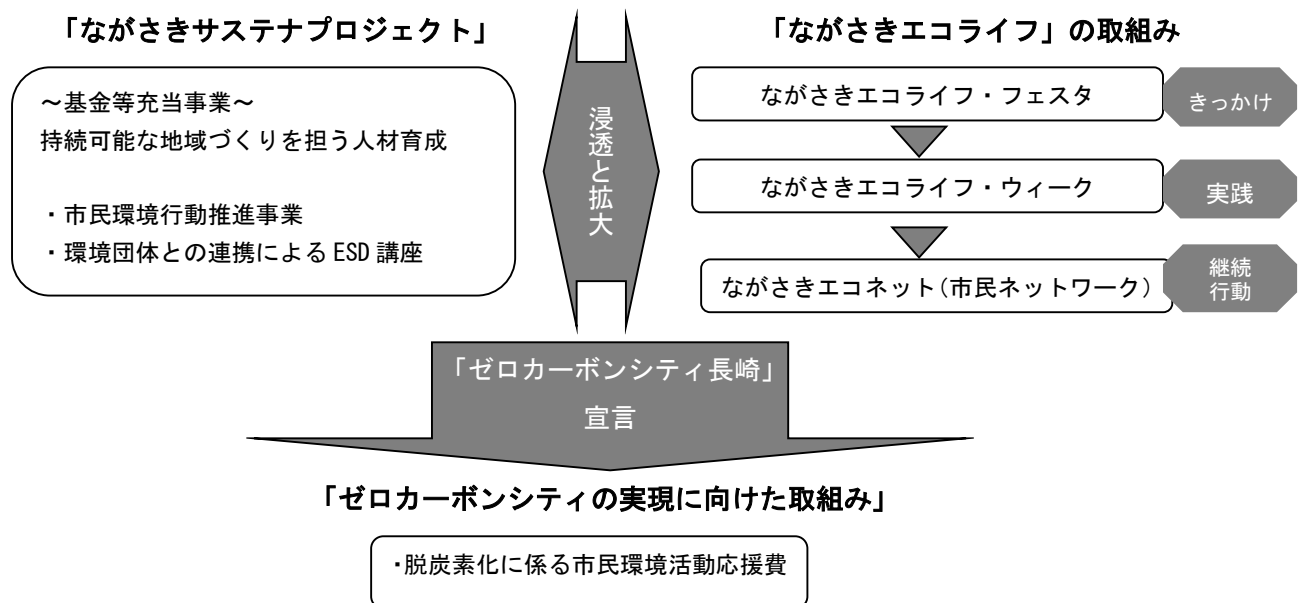 「ながさきサステナプロジェクト」
～基金等充当事業～
持続可能な地域づくりを担う人材育成
・市民環境行動推進事業
・環境団体との連携による ESD 講座
浸透と拡大
「ながさきエコライフ」の取組み
ながさきエコライフ・フェスタ
きっかけ
ながさきエコライフ・ウィーク
実践
ながさきエコネット(市民ネットワーク)
継続
行動
「ゼロカーボンシティ長崎」
宣言
「ゼロカーボンシティの実現に向けた取組み」
・脱炭素化に係る市民環境活動応援費